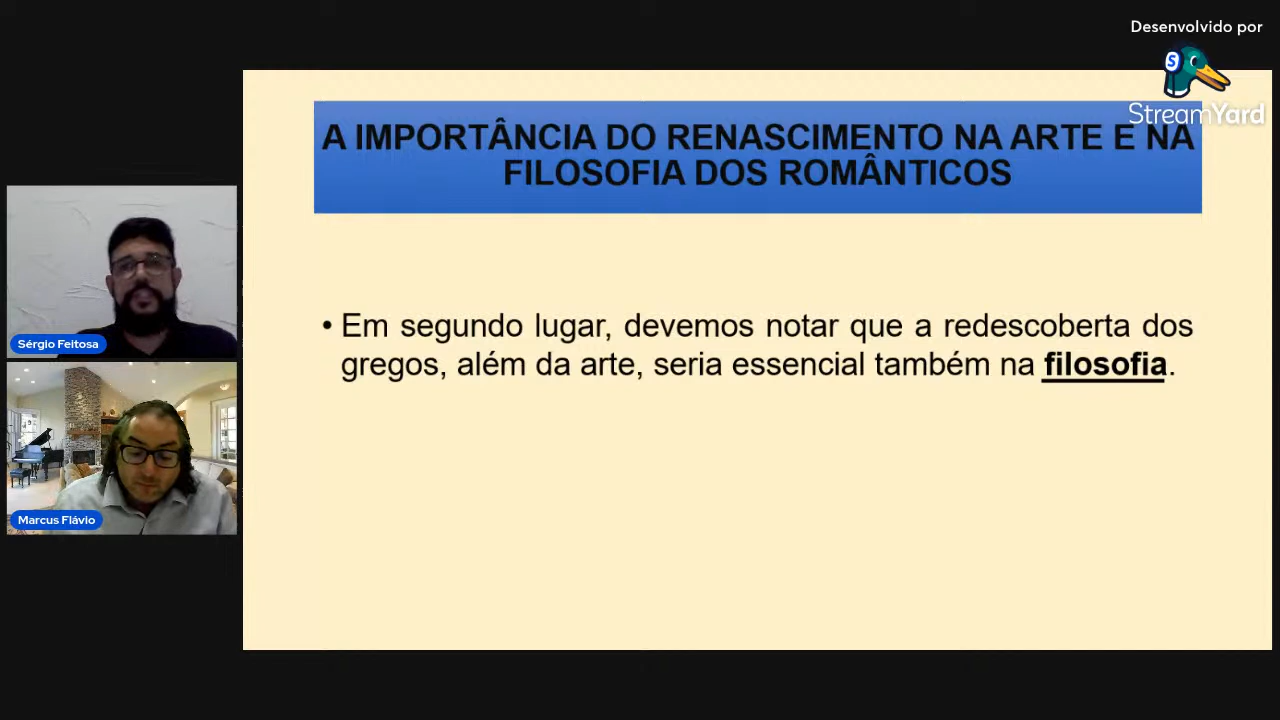 Desenvolvido por
StreamYard
A IMPORTÂNCIA DO RENASCIMENTO NA ARTE E NA
FILOSOFIA DOS ROMÂNTICOS
• Em segundo lugar, devemos notar que a redescoberta dos
gregos, além da arte, seria essencial também na filosofia.
Sérgio Feitosa
Marcus Flávio